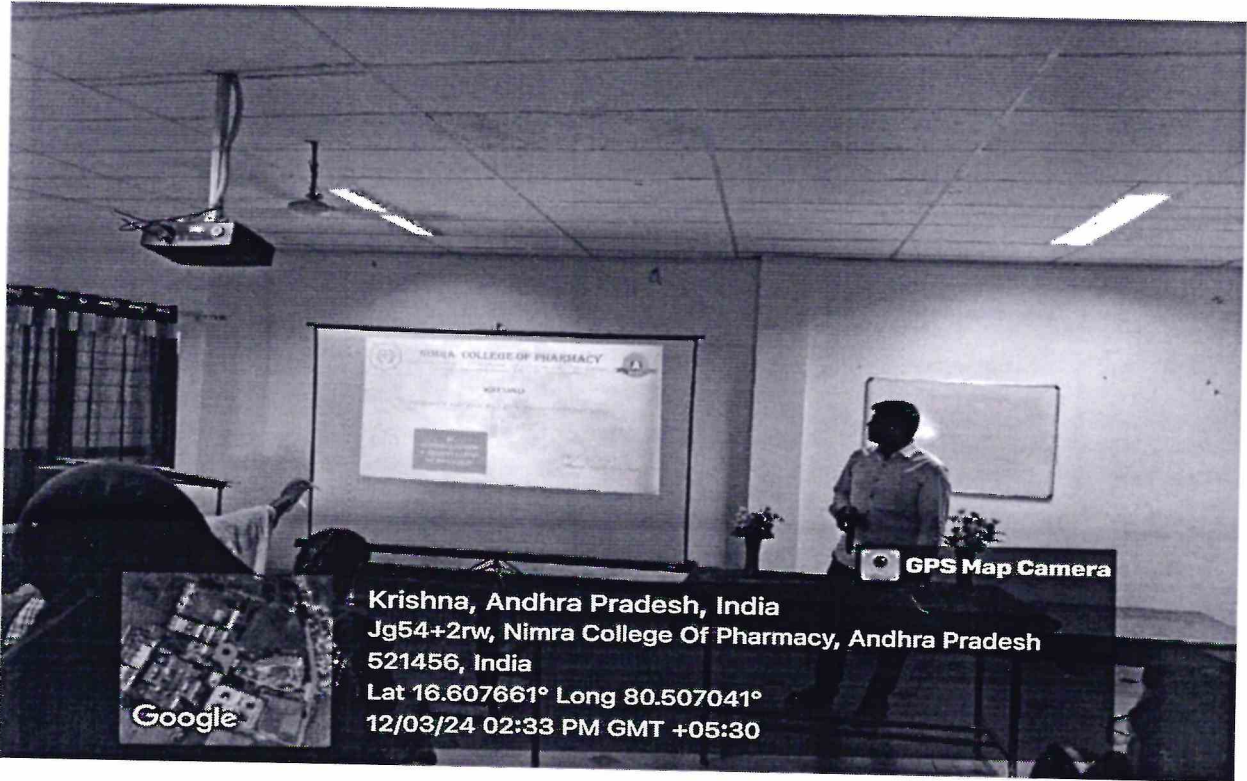 NIMRA COLLEGE OF PHARMACY
GPS Map Camera
Krishna, Andhra Pradesh, India
Jg54+2rw, Nimra College Of Pharmacy, Andhra Pradesh
521456, India
Lat 16.607661° Long 80.507041°
12/03/24 02:33 PM GMT +05:30
Google